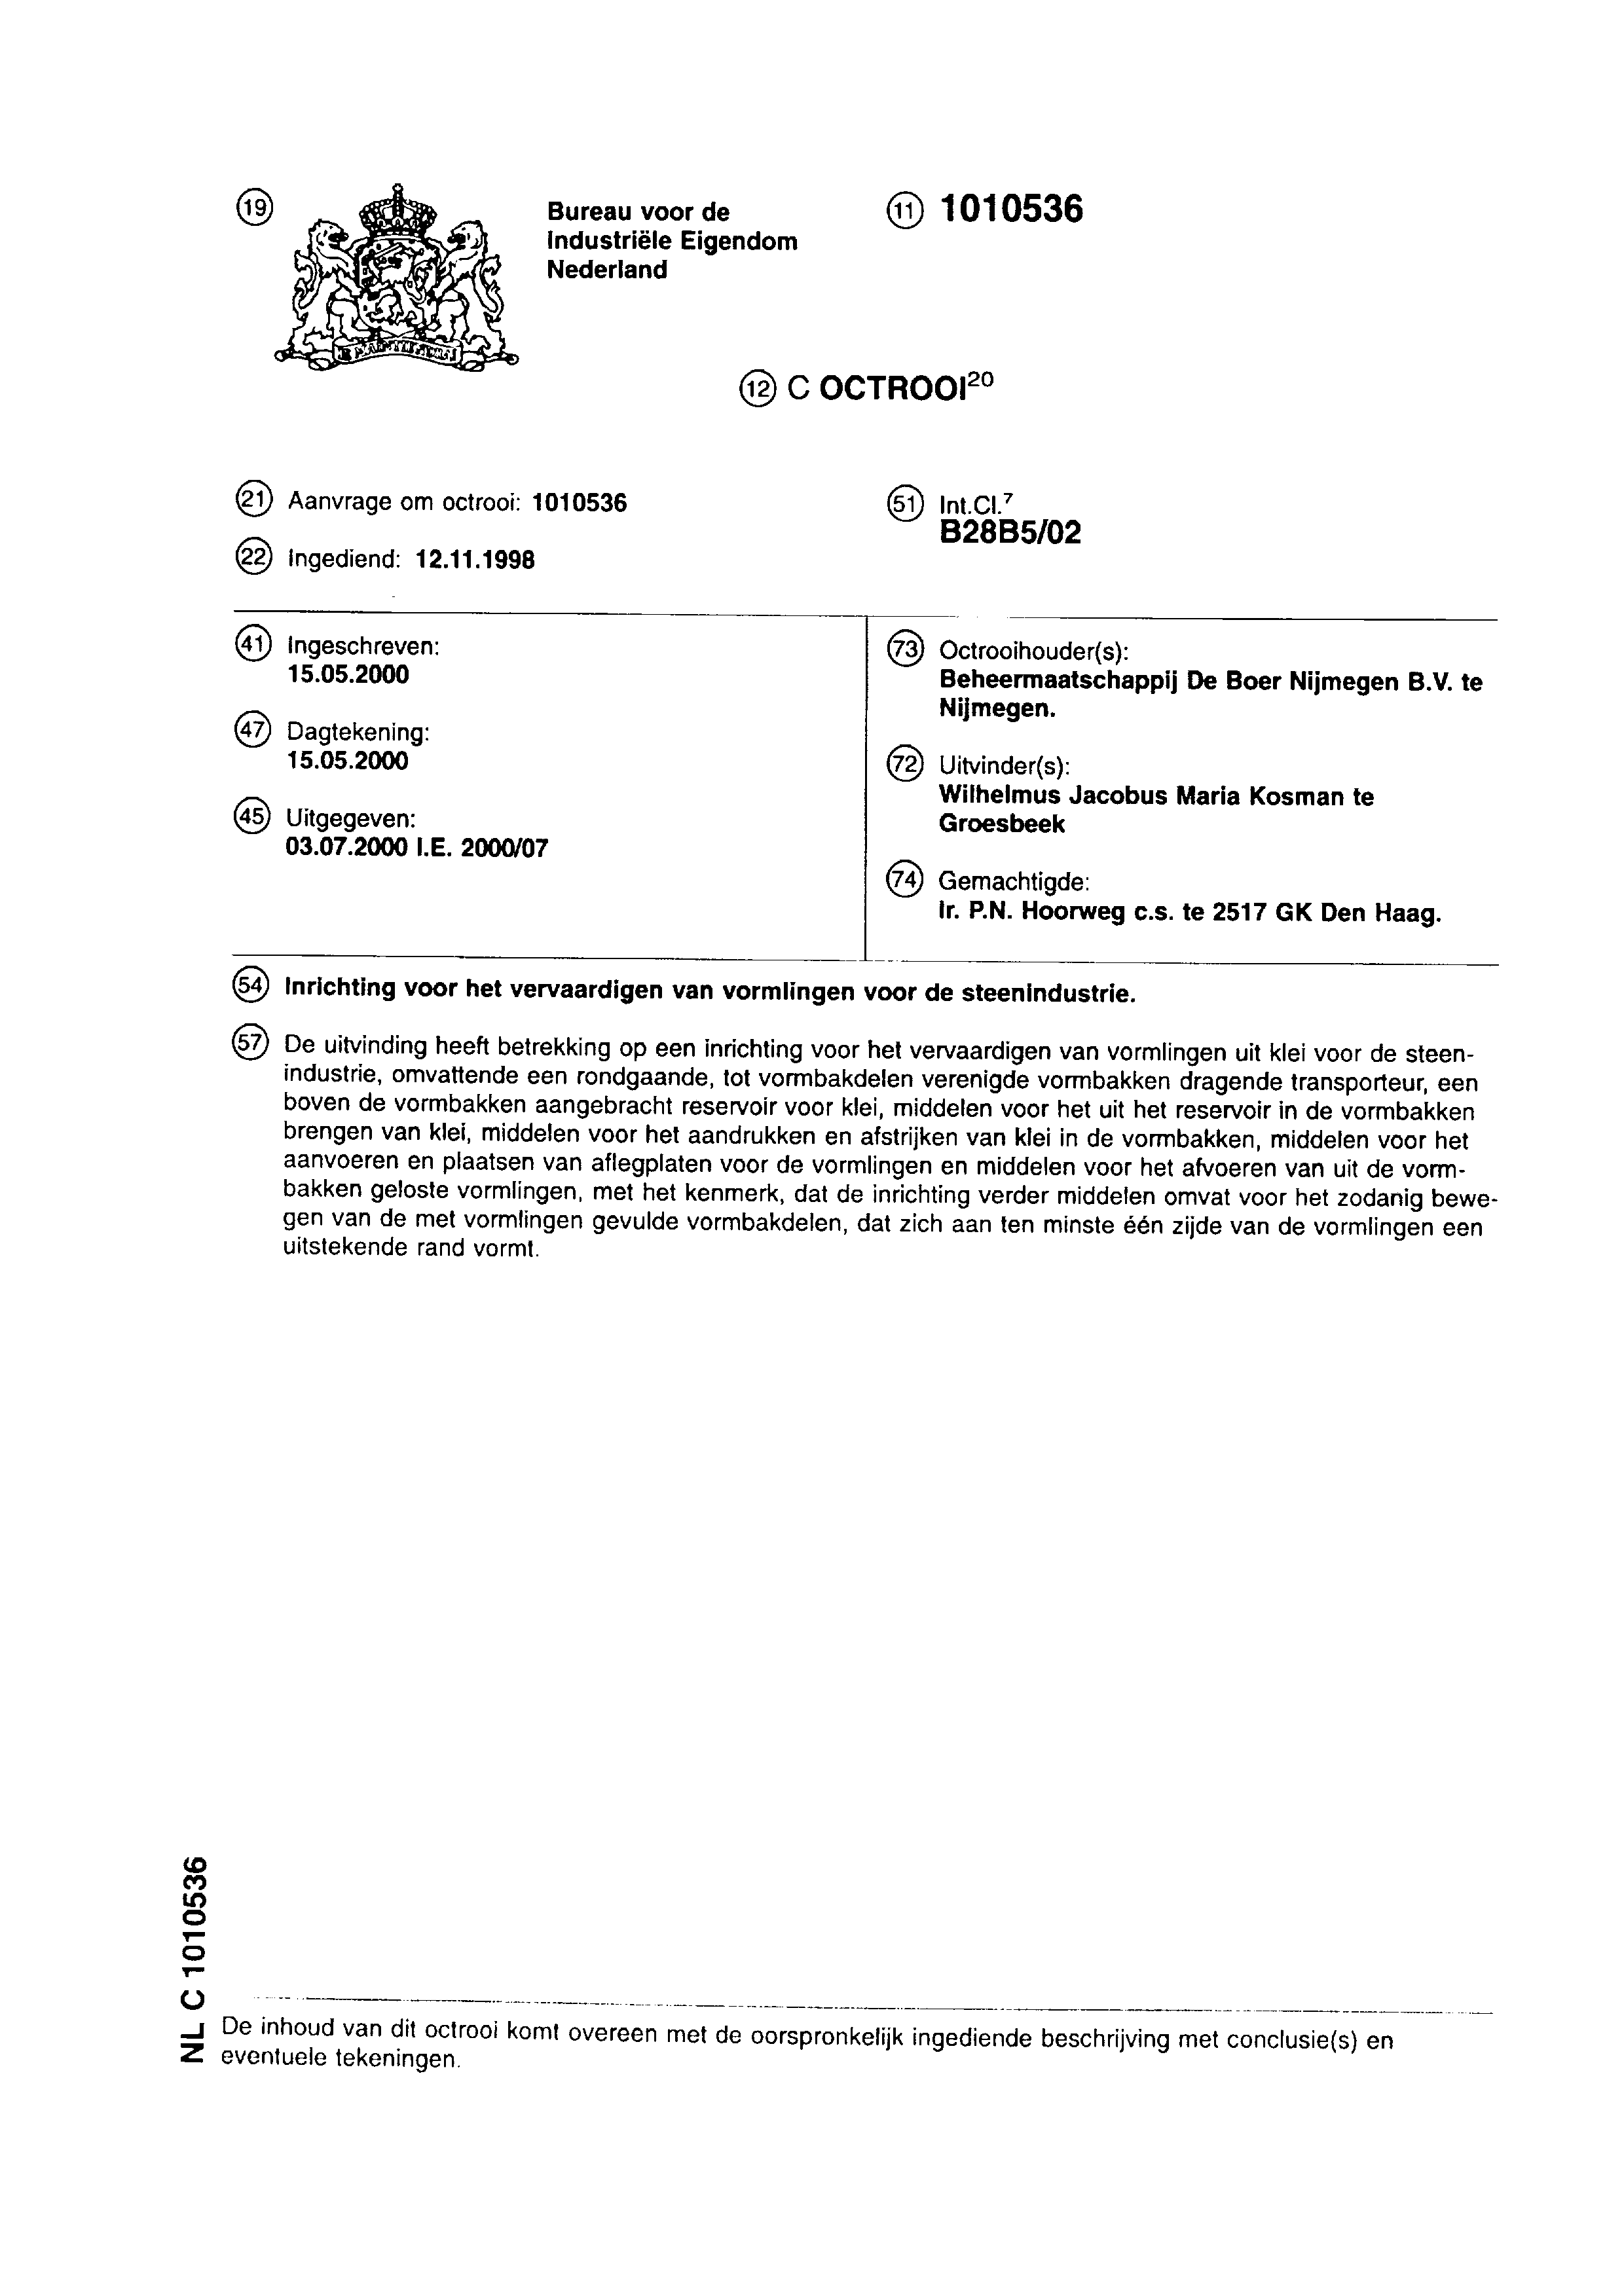 (19)
Bureau voor de
Industriële Eigendom
Nederland
(11) 1010536
(12) C OCTROOI20
(21) Aanvrage om octrooi: 1010536
(22) Ingediend: 12.11.1998
(51) Int.Cl.7
B28B5/02
(41) Ingeschreven:
15.05.2000
(47) Dagtekening:
15.05.2000
(45) Uitgegeven:
03.07.2000 I.E. 2000/07
(73) Octrooihouder(s):
Beheermaatschappij De Boer Nijmegen B.V. te
Nijmegen.
(72) Uitvinder(s):
Wilhelmus Jacobus Maria Kosman te
Groesbeek
(74) Gemachtigde:
Ir. P.N. Hoorweg c.s. te 2517 GK Den Haag.
(54) Inrichting voor het vervaardigen van vormlingen voor de steenindustrie.
(57) De uitvinding heeft betrekking op een inrichting voor het vervaardigen van vormlingen uit klei voor de steen-
industrie, omvattende een rondgaande, tot vormbakdelen verenigde vormbakken dragende transporteur, een
boven de vormbakken aangebracht reservoir voor klei, middelen voor het uit het reservoir in de vormbakken
brengen van klei, middelen voor het aandrukken en afstrijken van klei in de vormbakken, middelen voor het
aanvoeren en plaatsen van aflegplaten voor de vormlingen en middelen voor het afvoeren van uit de vorm-
bakken geloste vormlingen, met het kenmerk, dat de inrichting verder middelen omvat voor het zodanig bewe-
gen van de met vormlingen gevulde vormbakdelen, dat zich aan ten minste één zijde van de vormlingen een
uitstekende rand vormt.
NL C 1010536
De inhoud van dit octrooi komt overeen met de oorspronkelijk ingediende beschrijving met conclusie(s) en
eventuele tekeningen.